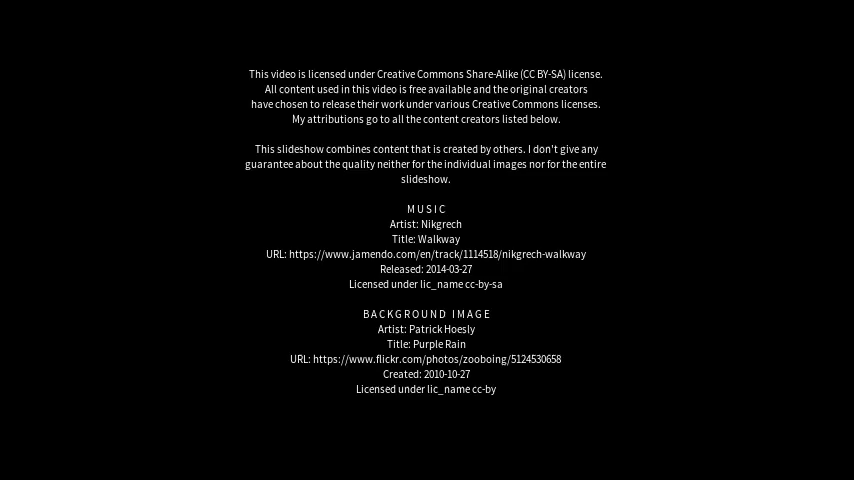 This video is licensed under Creative Commons Share-Alike (CC BY-SA) license.
All content used in this video is free available and the original creators
have chosen to release their work under various Creative Commons licenses.
My attributions go to all the content creators listed below.
This slideshow combines content that is created by others. I don't give any
guarantee about the quality neither for the individual images nor for the entire
slideshow.
MUSIC
Artist: Nikgrech
Title: Walkway
URL: https://www.jamendo.com/en/track/1114518/nikgrech-walkway
Released: 2014-03-27
Licensed under lic_name cc-by-sa
BACKGROUND IMAGE
Artist: Patrick Hoesly
Title: Purple Rain
URL: https://www.flickr.com/photos/zooboing/5124530658
Created: 2010-10-27
Licensed under lic_name cc-by